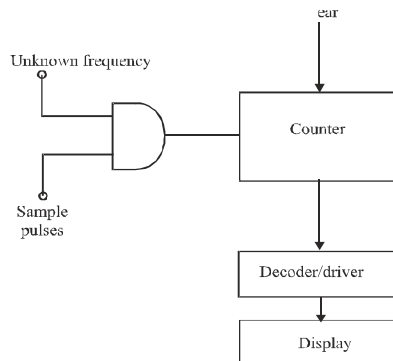 ear
Unknown frequency
Counter
Sample
pulses
Decoder/driver
Display